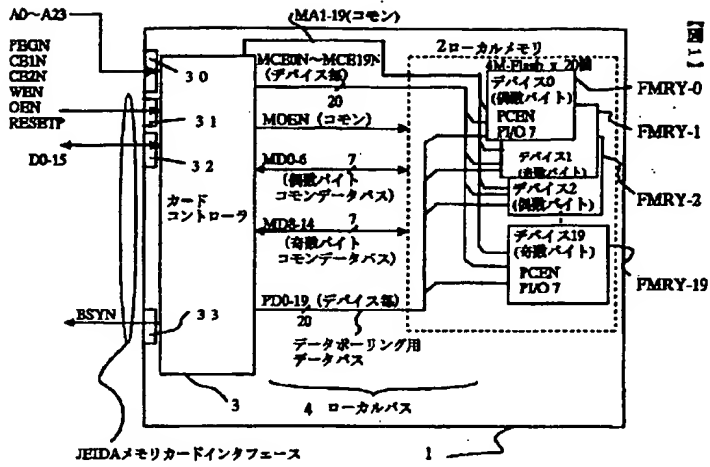 【図1】
A0~A23
PEGN
CE1N
CE2N
WEN
OEN
RESETP
D0-15
BSYN
30
31
32
33
カード
コントローラ
3
MA1-19(コモン)
MCE0N~MCE19N
(デバイス部)
20
MOEN (コモン)
MD0-6
7
(偶数バイト
コモンデータバス)
MD8-14
7
(奇数バイト
コモンデータバス)
PD0-19 (デバイス部)
20
データポーリング用
データバス
4 ローカルバス
2ローカルメモリ
4M-Flash x 20個
デバイス0
(偶数バイト)
PCEN
PI/O 7
デバイス1
(奇数バイト)
デバイス2
(偶数バイト)
デバイス19
(奇数バイト)
PCEN
PI/O 7
FMRY-0
FMRY-1
FMRY-2
FMRY-19
JEIDAメモリカードインタフェース
1